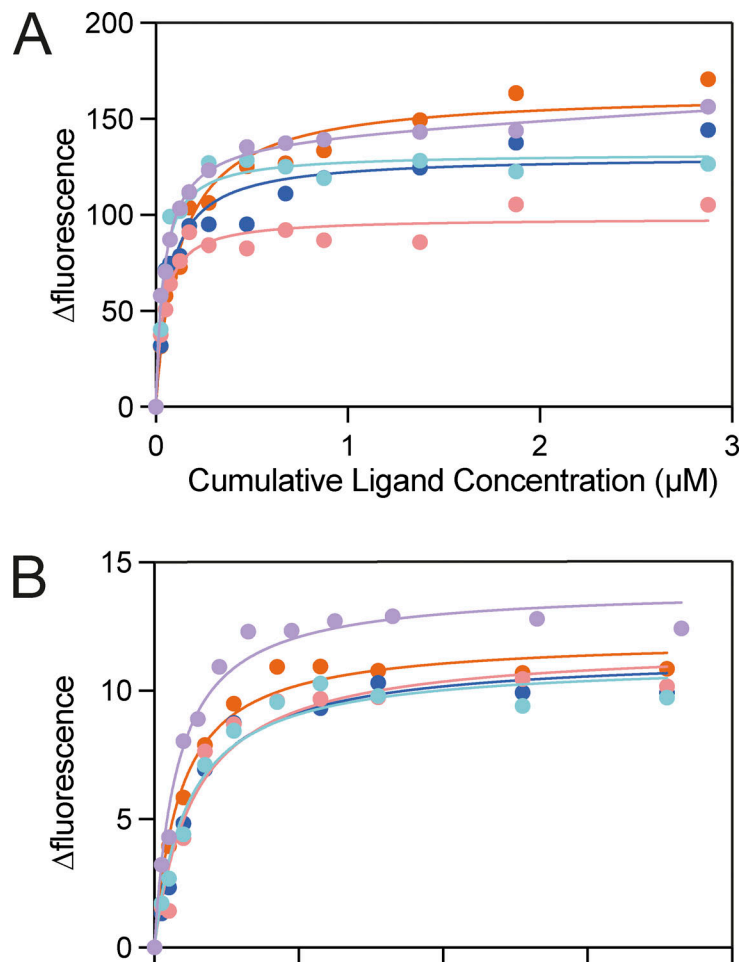 A
200
150
100
50
0
Δfluorescence
0 1 2 3
Cumulative Ligand Concentration (µM)
B
15
10
5
0
Δfluorescence